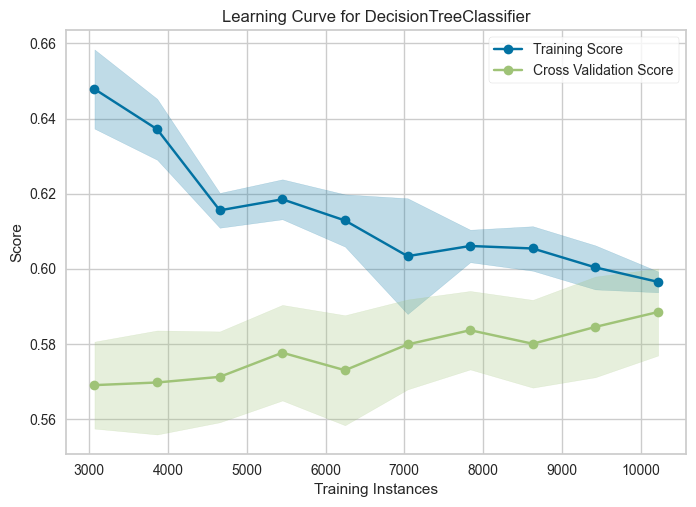 Learning Curve for DecisionTreeClassifier
Training Score
Cross Validation Score
Score
0.66
0.64
0.62
0.60
0.58
0.56
3000 4000 5000 6000 7000 8000 9000 10000
Training Instances